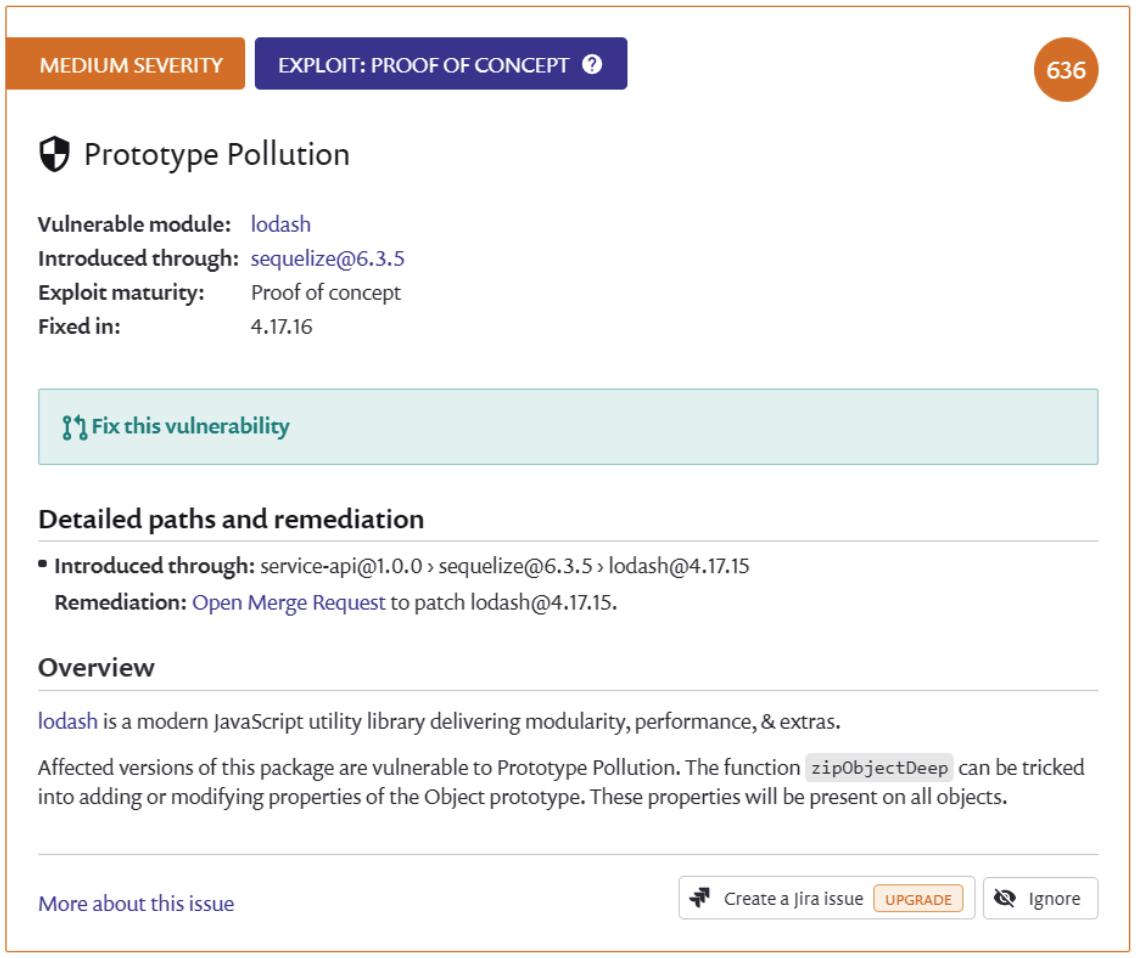 MEDIUM SEVERITY
EXPLOIT: PROOF OF CONCEPT ?
636
Prototype Pollution
Vulnerable module: lodash
Introduced through: sequelize@6.3.5
Exploit maturity: Proof of concept
Fixed in: 4.17.16
Fix this vulnerability
Detailed paths and remediation
Introduced through: service-api@1.0.0 › sequelize@6.3.5 › lodash@4.17.15
Remediation: Open Merge Request to patch lodash@4.17.15.
Overview
lodash is a modern JavaScript utility library delivering modularity, performance, & extras.
Affected versions of this package are vulnerable to Prototype Pollution. The function zipObjectDeep can be tricked
into adding or modifying properties of the Object prototype. These properties will be present on all objects.
More about this issue
Create a Jira issue UPGRADE
Ignore